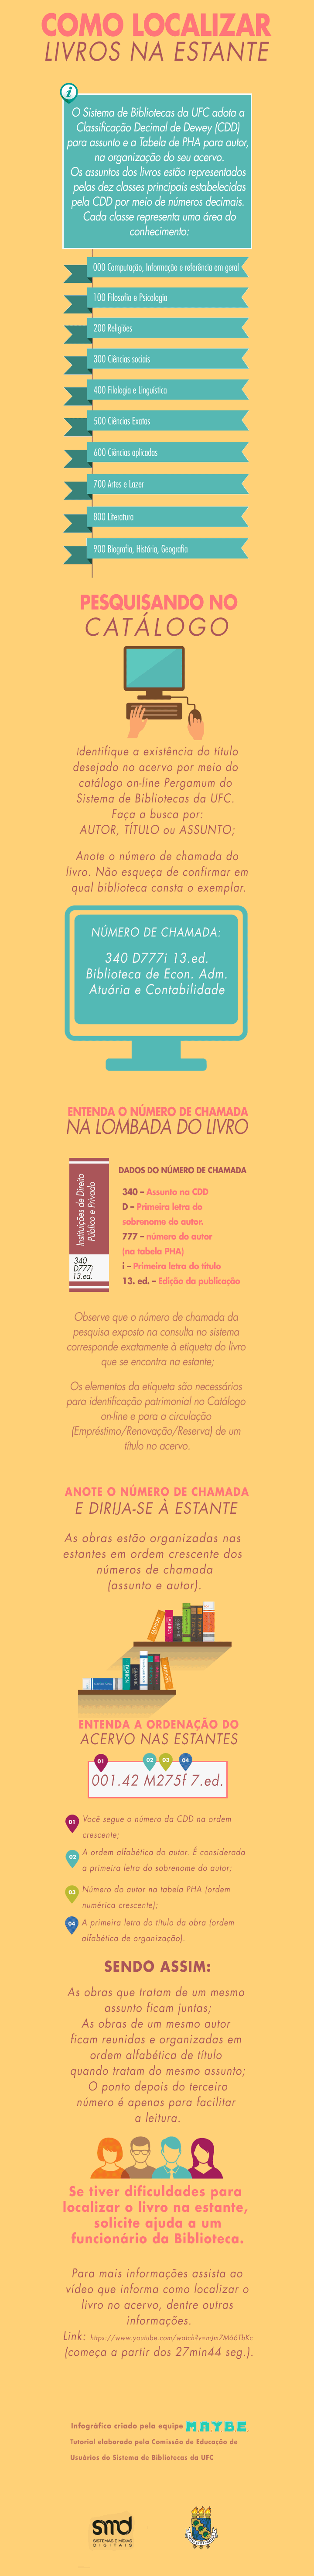 COMO LOCALIZAR
LIVROS NA ESTANTE
i
O Sistema de Bibliotecas da UFC adota a
Classificação Decimal de Dewey (CDD)
para assunto e a Tabela de PHA para autor,
na organização do seu acervo.
Os assuntos dos livros estão representados
pelas dez classes principais estabelecidas
pela CDD por meio de números decimais.
Cada classe representa uma área do
conhecimento:
000 Computação, Informação e referência em geral
100 Filosofia e Psicologia
200 Religiões
300 Ciências sociais
400 Filologia e Linguística
500 Ciências Exatas
600 Ciências aplicadas
700 Artes e Lazer
800 Literatura
900 Biografia, História, Geografia
PESQUISANDO NO
CATÁLOGO
Identifique a existência do título
desejado no acervo por meio do
catálogo on-line Pergamum do
Sistema de Bibliotecas da UFC.
Faça a busca por:
AUTOR, TÍTULO ou ASSUNTO;
Anote o número de chamada do
livro. Não esqueça de confirmar em
qual biblioteca consta o exemplar.
NÚMERO DE CHAMADA:
340 D777i 13.ed.
Biblioteca de Econ. Adm.
Atuária e Contabilidade
ENTENDA O NÚMERO DE CHAMADA
NA LOMBADA DO LIVRO
Instituições de Direito
Público e Privado
340
D777i
13.ed.
DADOS DO NÚMERO DE CHAMADA
340 – Assunto na CDD
D – Primeira letra do
sobrenome do autor.
777 – número do autor
(na tabela PHA)
i – Primeira letra do título
13. ed. – Edição da publicação
Observe que o número de chamada da
pesquisa exposto na consulta no sistema
corresponde exatamente à etiqueta do livro
que se encontra na estante;
Os elementos da etiqueta são necessários
para identificação patrimonial no Catálogo
on-line e para a circulação
(Empréstimo/Renovação/Reserva) de um
título no acervo.
ANOTE O NÚMERO DE CHAMADA
E DIRIJA-SE À ESTANTE
As obras estão organizadas nas
estantes em ordem crescente dos
números de chamada
(assunto e autor).
ENTENDA A ORDENAÇÃO DO
ACERVO NAS ESTANTES
01 02 03 04
001.42 M275f 7.ed.
01 Você segue o número da CDD na ordem
crescente;
02 A ordem alfabética do autor. É considerada
a primeira letra do sobrenome do autor;
03 Número do autor na tabela PHA (ordem
numérica crescente);
04 A primeira letra do título da obra (ordem
alfabética de organização).
SENDO ASSIM:
As obras que tratam de um mesmo
assunto ficam juntas;
As obras de um mesmo autor
ficam reunidas e organizadas em
ordem alfabética de título
quando tratam do mesmo assunto;
O ponto depois do terceiro
número é apenas para facilitar
a leitura.
Se tiver dificuldades para
localizar o livro na estante,
solicite ajuda a um
funcionário da Biblioteca.
Para mais informações assista ao
vídeo que informa como localizar o
livro no acervo, dentre outras
informações.
Link: https://www.youtube.com/watch?v=mJm7M66TbKc
(começa a partir dos 27min44 seg.).
Infográfico criado pela equipe MAYBE
Tutorial elaborado pela Comissão de Educação de
Usuários do Sistema de Bibliotecas da UFC
smd
SISTEMAS E MÍDIAS
DIGITAIS